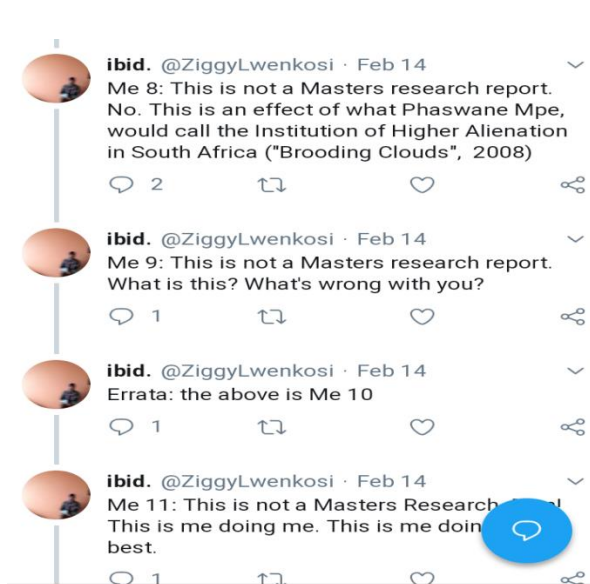 ibid. @ZiggyLwenkosi · Feb 14
Me 8: This is not a Masters research report.
No. This is an effect of what Phaswane Mpe,
would call the Institution of Higher Alienation
in South Africa ("Brooding Clouds", 2008)
2
ibid. @ZiggyLwenkosi · Feb 14
Me 9: This is not a Masters research report.
What is this? What's wrong with you?
1
ibid. @ZiggyLwenkosi · Feb 14
Errata: the above is Me 10
1
ibid. @ZiggyLwenkosi · Feb 14
Me 11: This is not a Masters Research
This is me doing me. This is me
best.
1